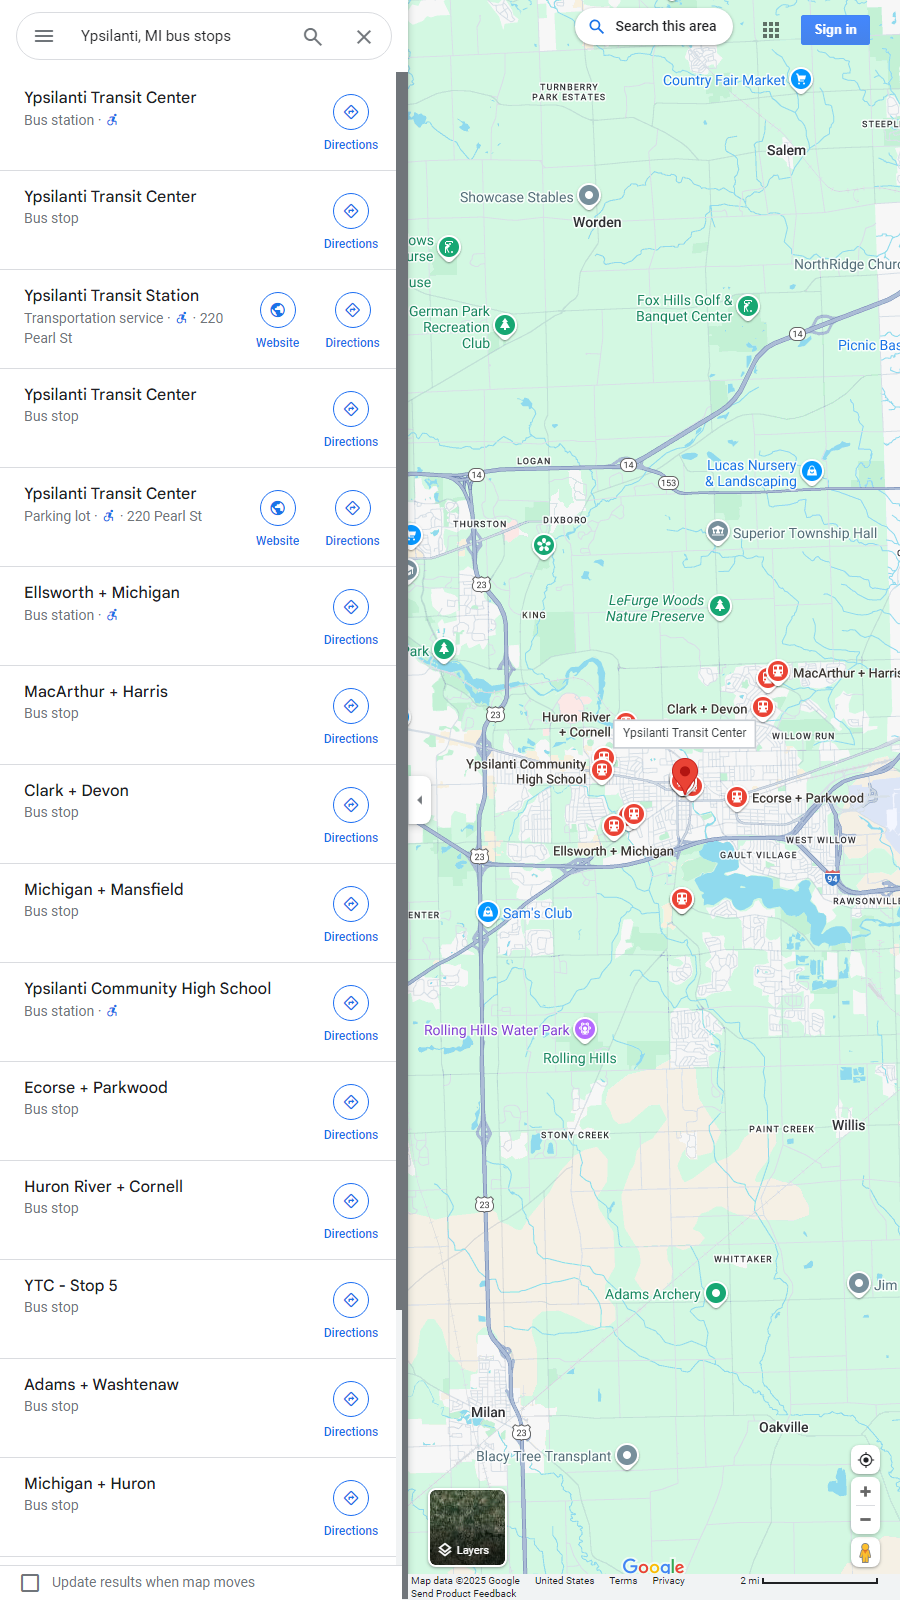 Ypsilanti, MI bus stops
Ypsilanti Transit Center
Bus station ·
Directions
Ypsilanti Transit Center
Bus stop
Directions
Ypsilanti Transit Station
Transportation service · · 220
Pearl St
Website
Directions
Ypsilanti Transit Center
Bus stop
Directions
Ypsilanti Transit Center
Parking lot · · 220 Pearl St
Website
Directions
Ellsworth + Michigan
Bus station ·
Directions
MacArthur + Harris
Bus stop
Directions
Clark + Devon
Bus stop
Directions
Michigan + Mansfield
Bus stop
Directions
Ypsilanti Community High School
Bus station ·
Directions
Ecorse + Parkwood
Bus stop
Directions
Huron River + Cornell
Bus stop
Directions
YTC - Stop 5
Bus stop
Directions
Adams + Washtenaw
Bus stop
Directions
Michigan + Huron
Bus stop
Directions
Update results when map moves
Search this area
Sign in
Country Fair Market
TURNBERRY
PARK ESTATES
STEEPL
Salem
Showcase Stables
Worden
ows
urse
use
NorthRidge Churc
German Park
Recreation
Club
Fox Hills Golf &
Banquet Center
14
Picnic Bas
LOGAN
14
14
153
Lucas Nursery
& Landscaping
THURSTON
DIXBORO
Superior Township Hall
23
KING
LeFurge Woods
Nature Preserve
Park
MacArthur + Harris
Clark + Devon
23
Huron River
+ Cornell
Ypsilanti Transit Center
WILLOW RUN
Ypsilanti Community
High School
Ecorse + Parkwood
WEST WILLOW
Ellsworth + Michigan
GAULT VILLAGE
23
94
RAWSONVILLE
ENTER
Sam's Club
Rolling Hills Water Park
Rolling Hills
STONY CREEK
PAINT CREEK
Willis
23
WHITTAKER
Adams Archery
Jim
Milan
23
Oakville
Blacy Tree Transplant
Layers
Google
Map data ©2025 Google
United States
Terms
Privacy
2 mi
Send Product Feedback